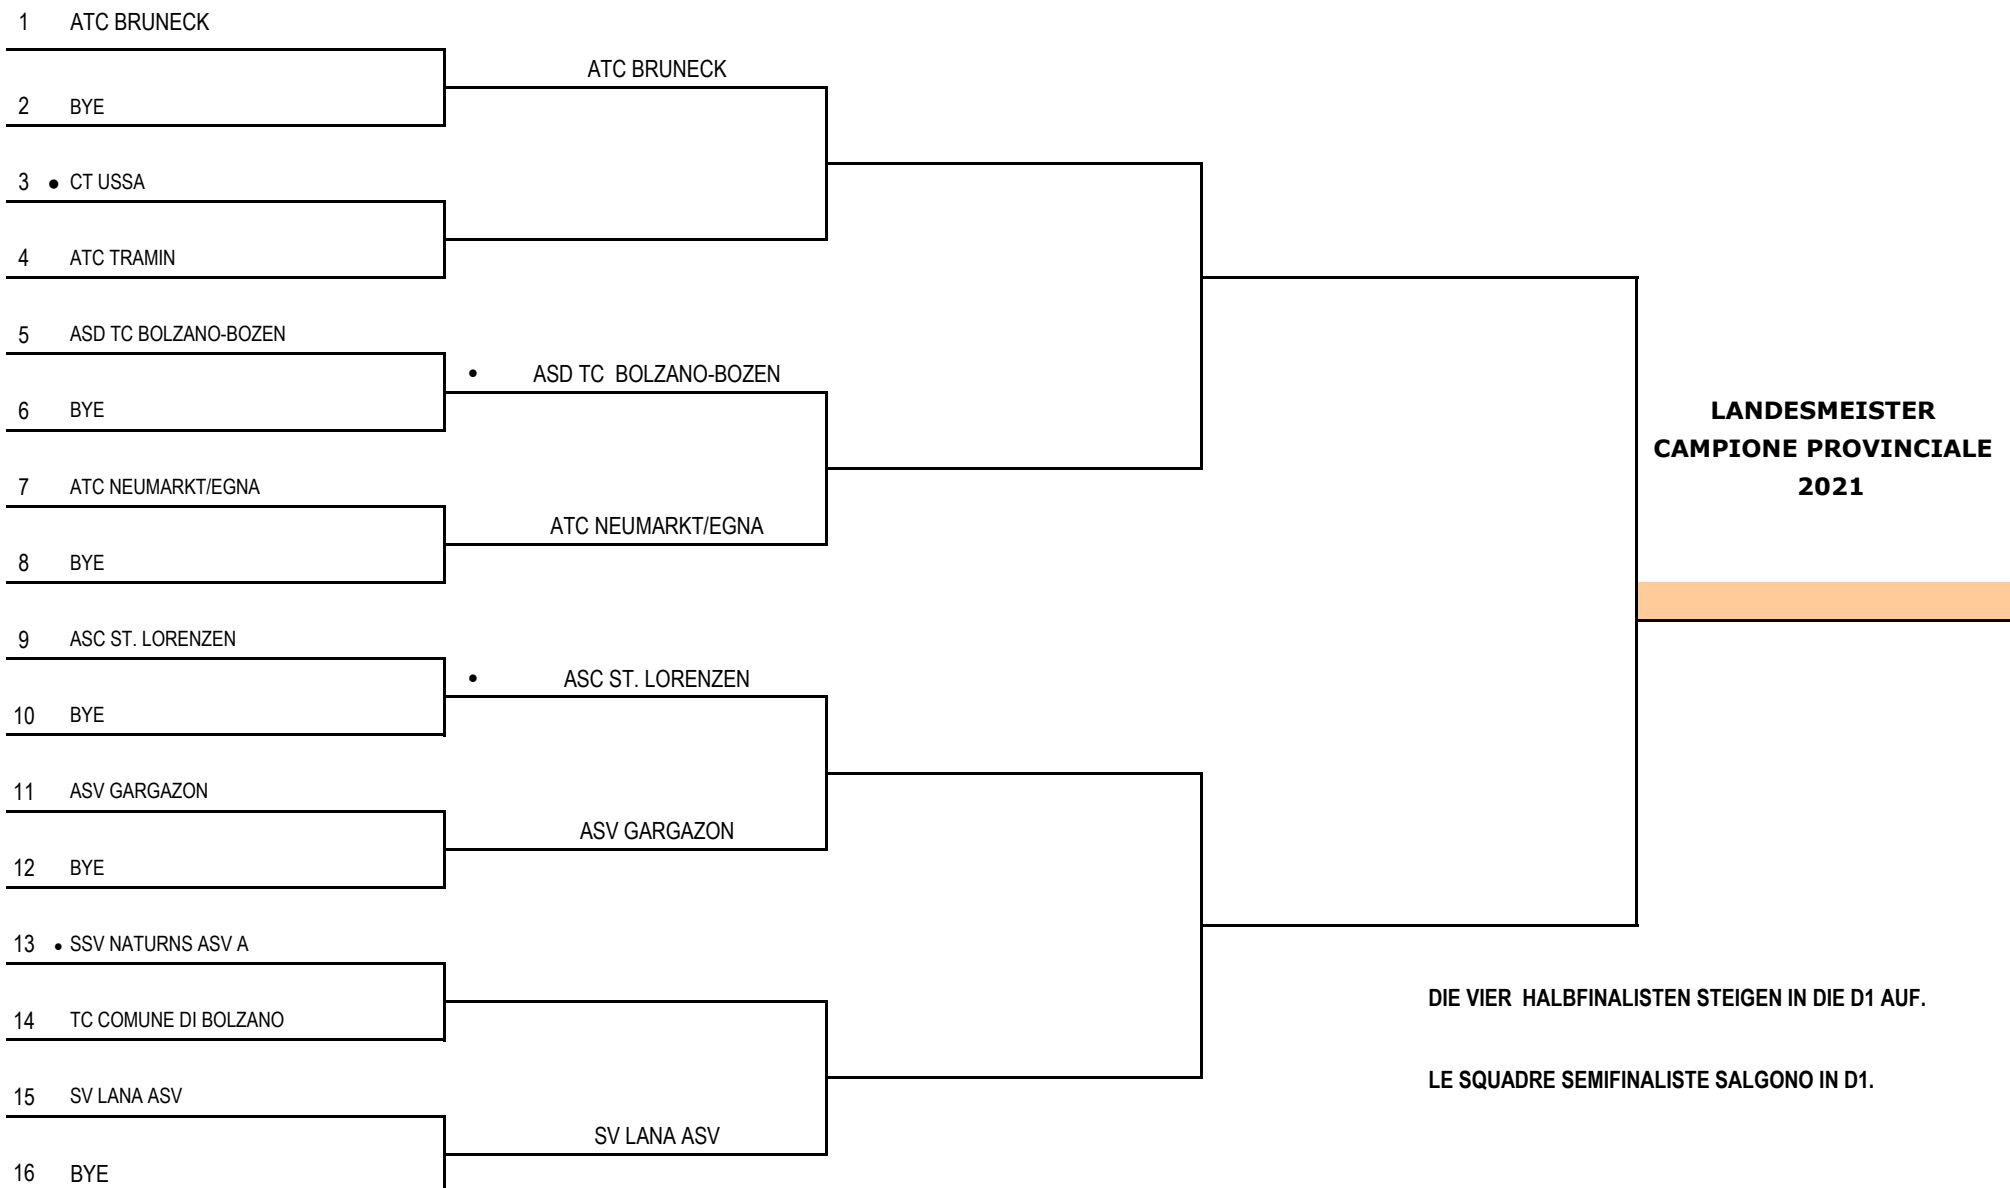 1 ATC BRUNECK
ATC BRUNECK
2 BYE
3 • CT USSA
4 ATC TRAMIN
5 ASD TC BOLZANO-BOZEN
• ASD TC BOLZANO-BOZEN
6 BYE
LANDESMEISTER
CAMPIONE PROVINCIALE
2021
7 ATC NEUMARKT/EGNA
ATC NEUMARKT/EGNA
8 BYE
9 ASC ST. LORENZEN
• ASC ST. LORENZEN
10 BYE
11 ASV GARGAZON
ASV GARGAZON
12 BYE
13 • SSV NATURNS ASV A
14 TC COMUNE DI BOLZANO
DIE VIER HALBFINALISTEN STEIGEN IN DIE D1 AUF.
LE SQUADRE SEMIFINALISTE SALGONO IN D1.
15 SV LANA ASV
SV LANA ASV
16 BYE